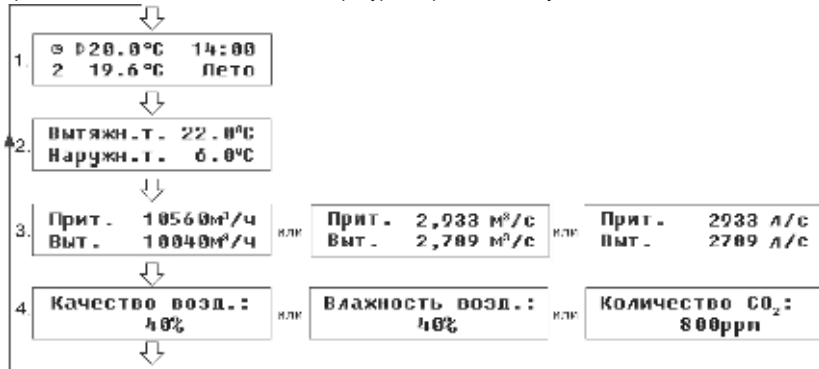 1. ⊙ 20.0°C 14:00
2 19.6°C Лето
2. Вытяжн.т. 22.0°C
Наружн.т. 6.0°C
3. Прит. 10560м³/ч или Прит. 2,933 м³/с или Прит. 2933 л/с
Выт. 10040м³/ч Выт. 2,789 м³/с Выт. 2789 л/с
4. Качество возд.: или Влажность возд.: или Количество CO₂:
40% 40% 800ppm